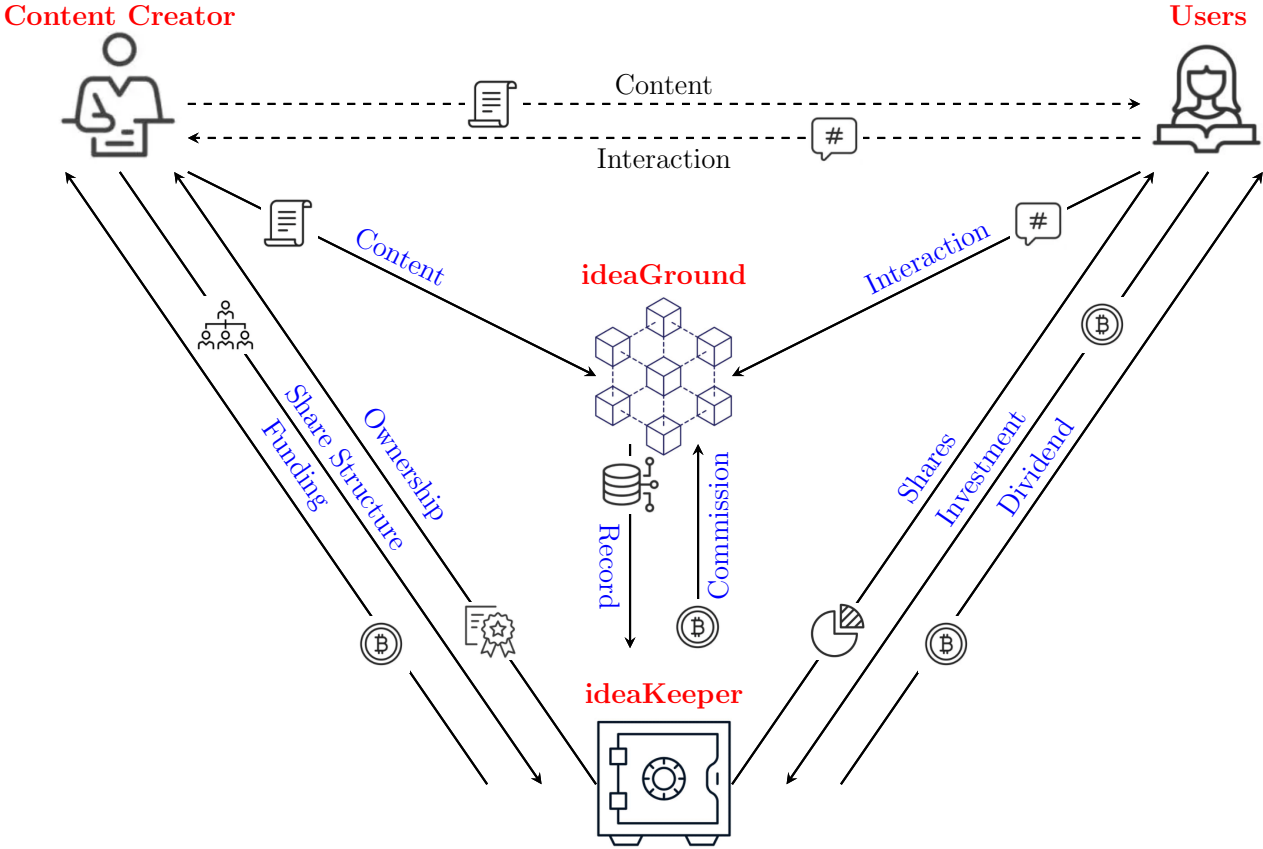 Content Creator
Users
Content
#
Interaction
#
Content
Interaction
ideaGround
Share Structure
Ownership
Funding
Shares
Investment
Dividend
Record
Commission
ideaKeeper